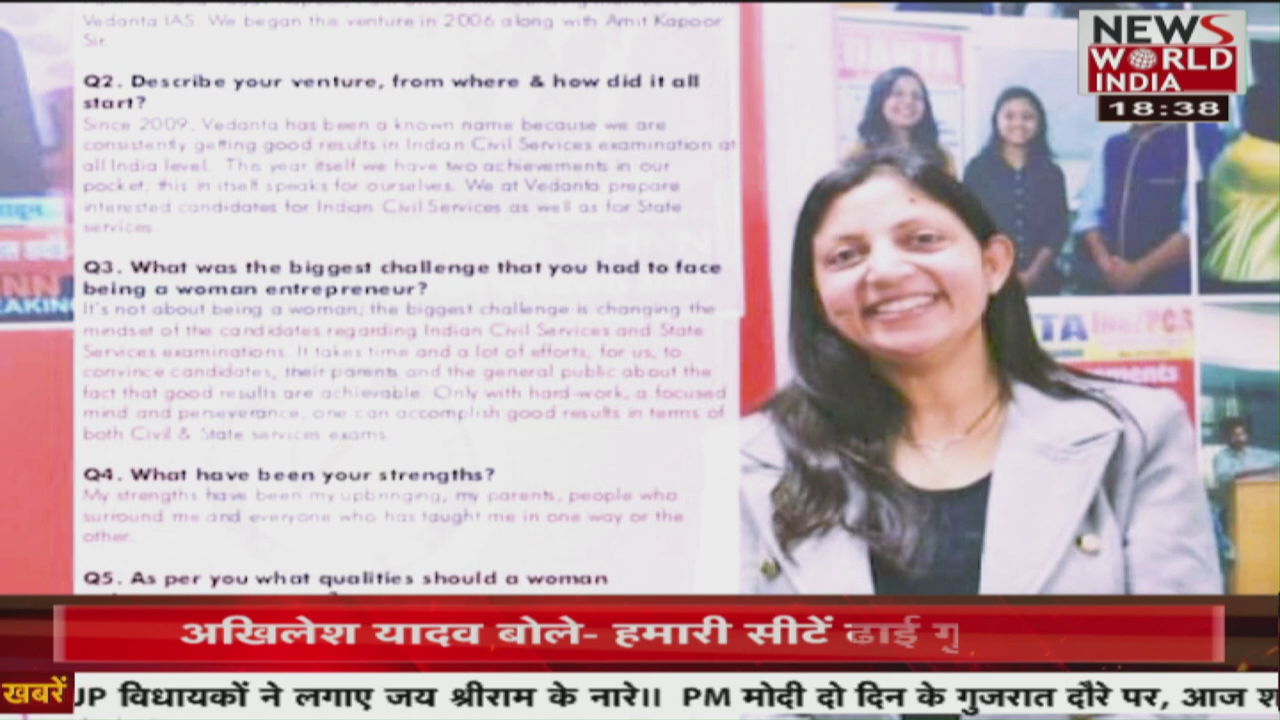 Vedanta IAS. We began this venture in 2006 along with Amit Kapoor
Sir.
Q2. Describe your venture, from where & how did it all
start?
Since 2009, Vedanta has been a known name because we are
consistently getting good results in Indian Civil Services examination at
all India level. This year itself we have two achievements in our
pocket, this in itself speaks for ourselves. We at Vedanta prepare
interested candidates for Indian Civil Services as well as for State
services.
Q3. What was the biggest challenge that you had to face
being a woman entrepreneur?
It's not about being a woman; the biggest challenge is changing the
mindset of the candidates regarding Indian Civil Services and State
Services examinations. It takes time and a lot of efforts, for us, to
convince candidates, their parents and the general public about the
fact that good results are achievable. Only with hard-work, a focused
mind and perseverance, one can accomplish good results in terms of
both Civil & State services exams.
Q4. What have been your strengths?
My strengths have been my upbringing, my parents, people who
surround me and everyone who has taught me in one way or the
other.
Q5. As per you what qualities should a woman
NEWS
WORLD
INDIA
18:38
TA
NN
अखिलेश यादव बोले- हमारी सीटें ढाई गु
खबरें JP विधायकों ने लगाए जय श्रीराम के नारे।। PM मोदी दो दिन के गुजरात दौरे पर, आज